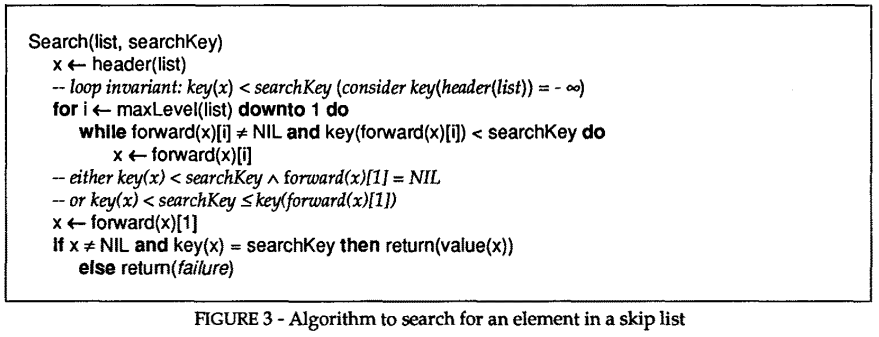 Search(list, searchKey)
x ← header(list)
-- loop invariant: key(x) < searchKey (consider key(header(list)) = - ∞)
for i ← maxLevel(list) downto 1 do
while forward(x)[i] ≠ NIL and key(forward(x)[i]) < searchKey do
x ← forward(x)[i]
-- either key(x) < searchKey ∧ forward(x)[1] = NIL
-- or key(x) < searchKey ≤ key(forward(x)[1])
x ← forward(x)[1]
if x ≠ NIL and key(x) = searchKey then return(value(x))
else return(failure)
FIGURE 3 - Algorithm to search for an element in a skip list